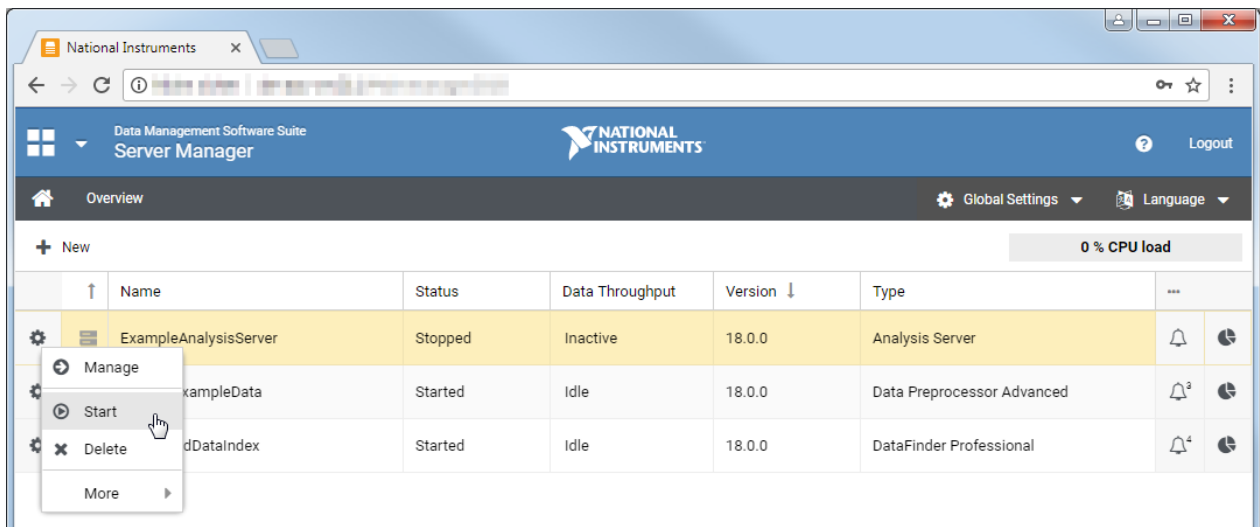 National Instruments
Data Management Software Suite
Server Manager
NATIONAL
INSTRUMENTS
? Logout
Overview
Global Settings
Language
+ New
0 % CPU load
Name Status Data Throughput Version Type ...
ExampleAnalysisServer Stopped Inactive 18.0.0 Analysis Server
Manage
xampleData Started Idle 18.0.0 Data Preprocessor Advanced 3
Start
Delete
dDataIndex Started Idle 18.0.0 DataFinder Professional 4
More